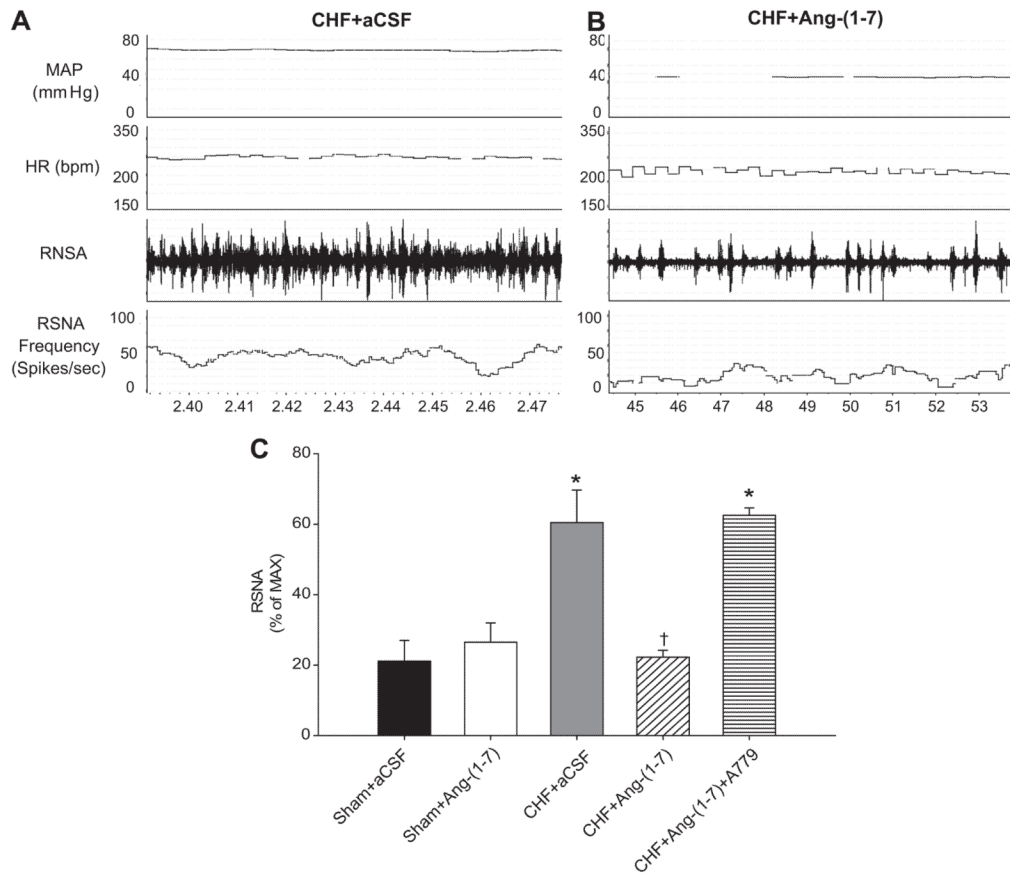 A
CHF+aCSF
MAP
(mm Hg)
80
40
0
HR (bpm)
350
200
150
RNSA
RSNA
Frequency
(Spikes/sec)
100
50
0
2.40 2.41 2.42 2.43 2.44 2.45 2.46 2.47
B
CHF+Ang-(1-7)
80
40
0
350
200
150
100
50
0
45 46 47 48 49 50 51 52 53
C
RSNA
(% of MAX)
80
60
40
20
0
*
†
*
Sham+aCSF
Sham+Ang-(1-7)
CHF+aCSF
CHF+Ang-(1-7)
CHF+Ang-(1-7)+A779